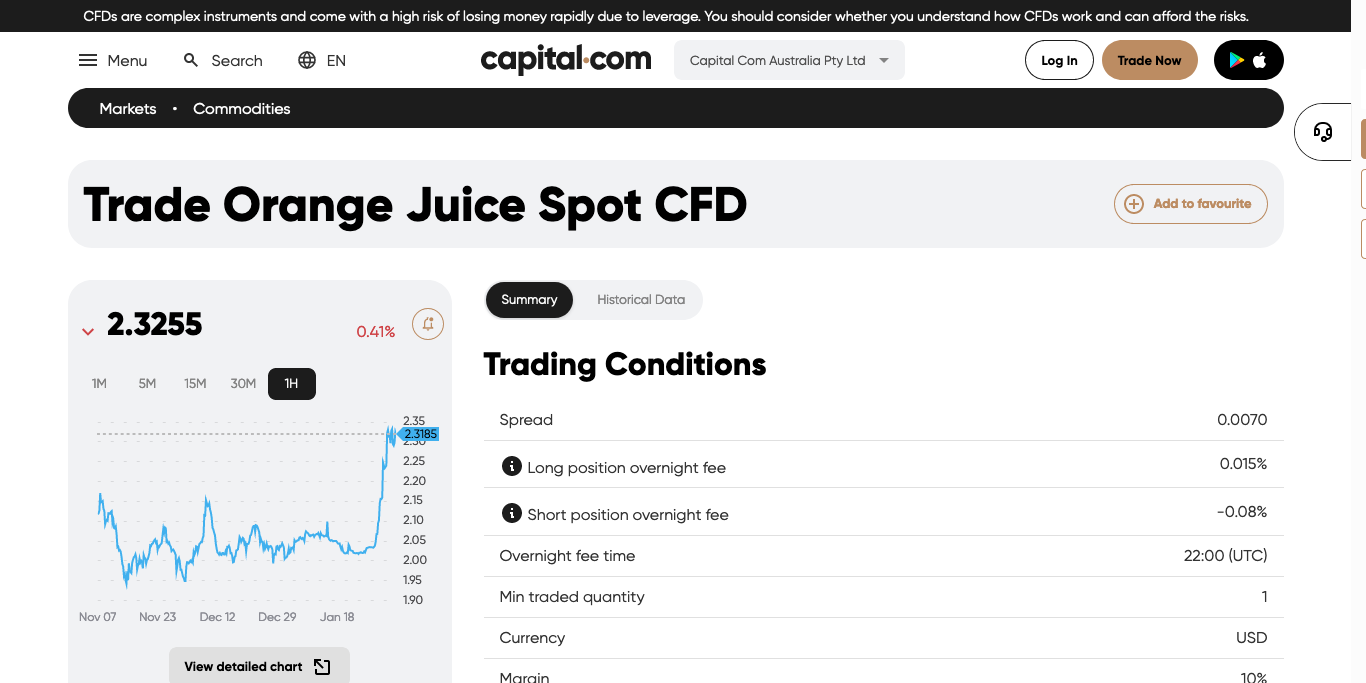 CFDs are complex instruments and come with a high risk of losing money rapidly due to leverage. You should consider whether you understand how CFDs work and can afford the risks.
Menu Search EN capital.com Capital Com Australia Pty Ltd Log In Trade Now
Markets • Commodities
Trade Orange Juice Spot CFD Add to favourite
2.3255 0.41%
1M 5M 15M 30M 1H
2.35
2.3185
2.30
2.25
2.20
2.15
2.10
2.05
2.00
1.95
1.90
Nov 07 Nov 23 Dec 12 Dec 29 Jan 18
View detailed chart
Summary Historical Data
Trading Conditions
Spread 0.0070
Long position overnight fee 0.015%
Short position overnight fee -0.08%
Overnight fee time 22:00 (UTC)
Min traded quantity 1
Currency USD
Margin 10%